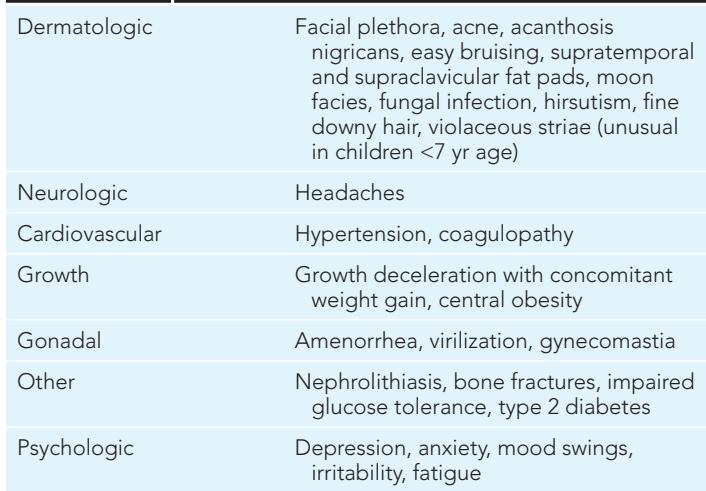 Dermatologic Facial plethora, acne, acanthosis
nigricans, easy bruising, supratemporal
and supraclavicular fat pads, moon
facies, fungal infection, hirsutism, fine
downy hair, violaceous striae (unusual
in children <7 yr age)
Neurologic Headaches
Cardiovascular Hypertension, coagulopathy
Growth Growth deceleration with concomitant
weight gain, central obesity
Gonadal Amenorrhea, virilization, gynecomastia
Other Nephrolithiasis, bone fractures, impaired
glucose tolerance, type 2 diabetes
Psychologic Depression, anxiety, mood swings,
irritability, fatigue